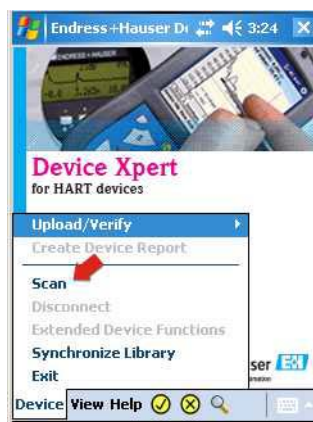 Endress+Hauser D 3:24
Device Xpert
for HART devices
Upload/Verify
Create Device Report
Scan
Disconnect
Extended Device Functions
Synchronize Library
Exit
ser EH
Device View Help